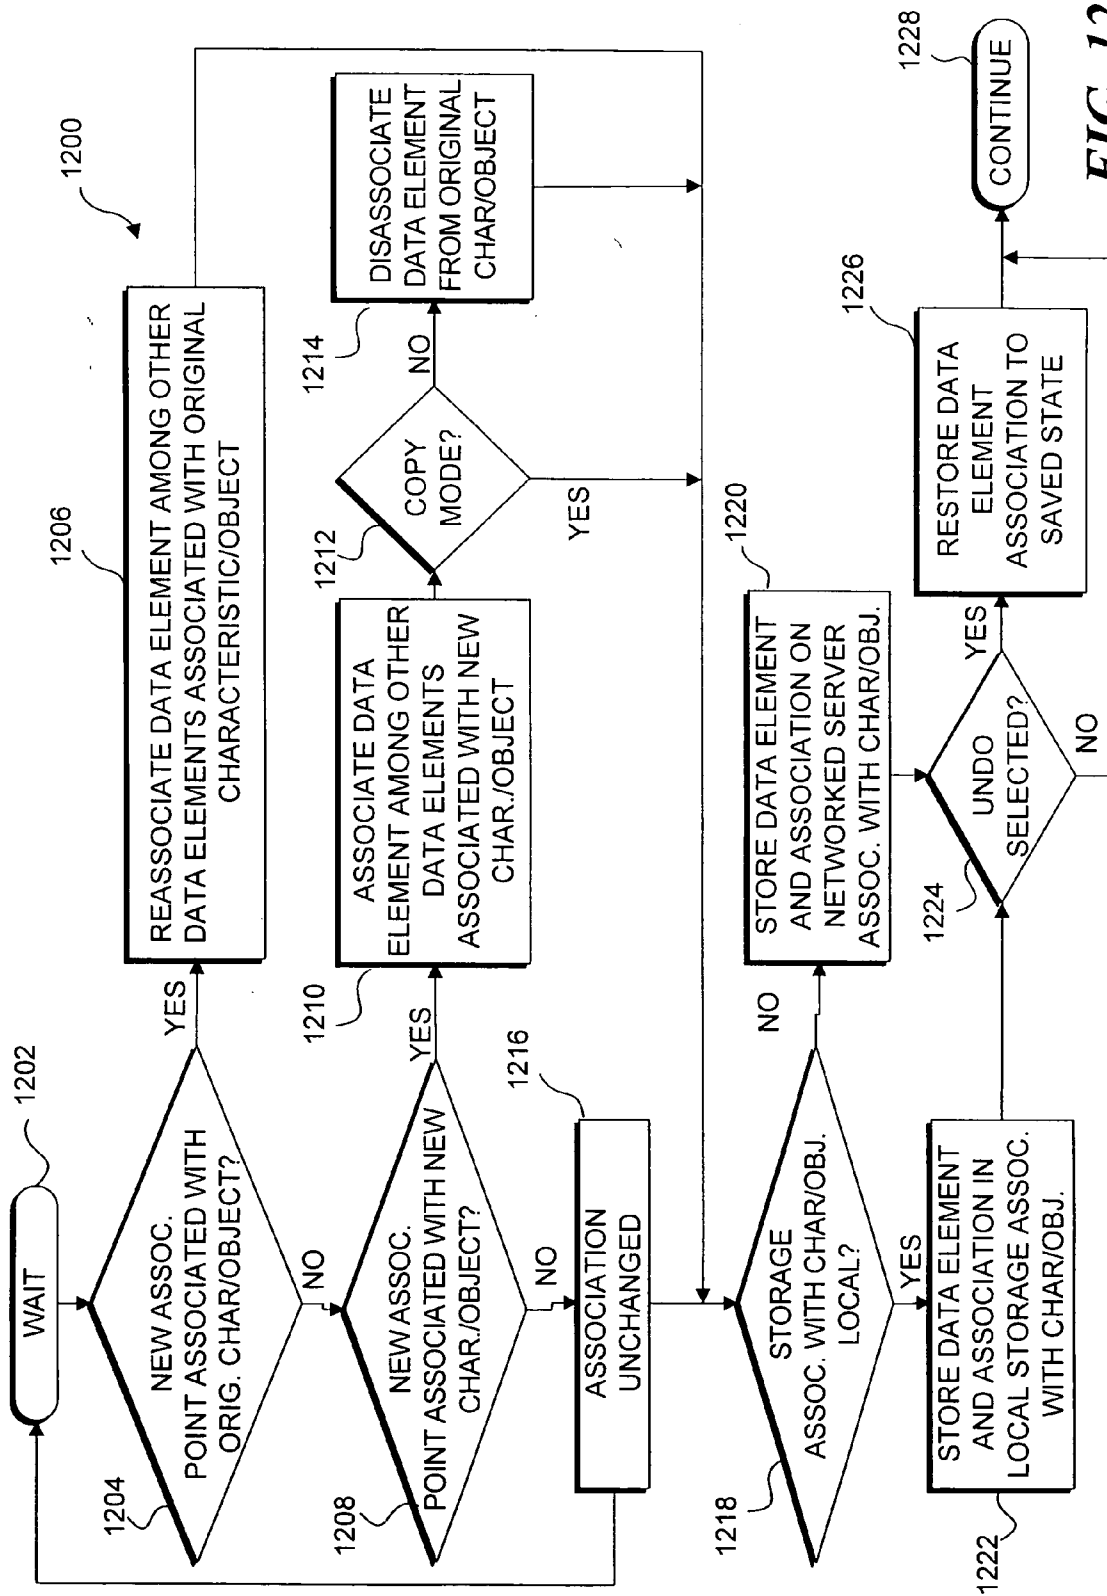 1200
WAIT
1202
NEW ASSOC.
POINT ASSOCIATED WITH
ORIG. CHAR/OBJECT?
1204
YES
NO
REASSOCIATE DATA ELEMENT AMONG OTHER
DATA ELEMENTS ASSOCIATED WITH ORIGINAL
CHARACTERISTIC/OBJECT
1206
NEW ASSOC.
POINT ASSOCIATED WITH NEW
CHAR./OBJECT?
1208
YES
NO
ASSOCIATE DATA
ELEMENT AMONG OTHER
DATA ELEMENTS
ASSOCIATED WITH NEW
CHAR./OBJECT
1210
COPY
MODE?
1212
NO
YES
DISASSOCIATE
DATA ELEMENT
FROM ORIGINAL
CHAR/OBJECT
1214
ASSOCIATION
UNCHANGED
1216
STORAGE
ASSOC. WITH CHAR/OBJ.
LOCAL?
1218
NO
YES
STORE DATA ELEMENT
AND ASSOCIATION ON
NETWORKED SERVER
ASSOC. WITH CHAR/OBJ.
1220
STORE DATA ELEMENT
AND ASSOCIATION IN
LOCAL STORAGE ASSOC.
WITH CHAR/OBJ.
1222
UNDO
SELECTED?
1224
YES
NO
RESTORE DATA
ELEMENT
ASSOCIATION TO
SAVED STATE
1226
CONTINUE
1228
FIG. 12